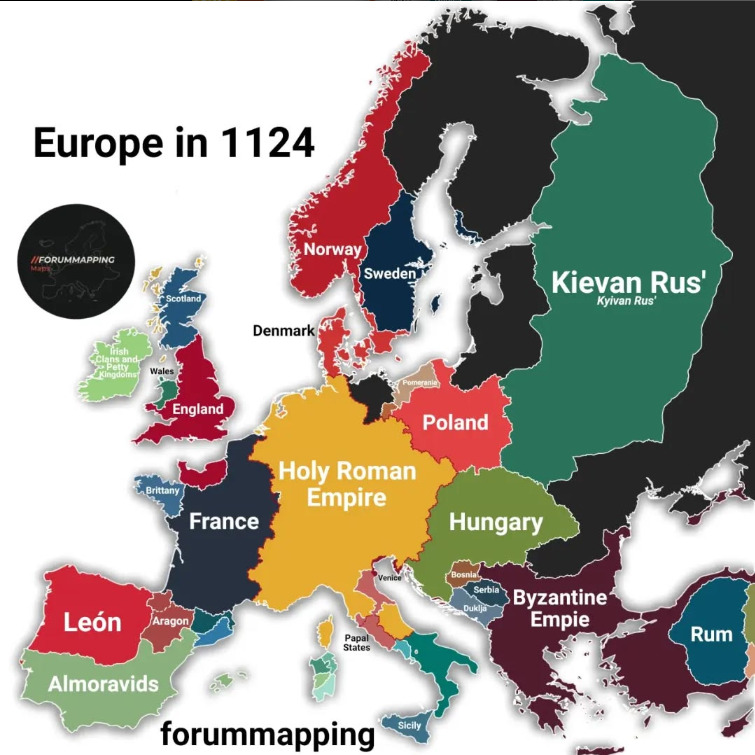 Europe in 1124
//FORUMMAPPING
Maps
Norway
Sweden
Kievan Rus'
Kyivan Rus'
Scotland
Denmark
Irish
Clans and
Petty
Kingdoms
Wales
England
Pomerania
Poland
Holy Roman
Empire
Brittany
France
Hungary
Venice
Bosnia
Serbia
Duklja
Byzantine
Empie
León
Aragon
Papal
States
Rum
Almoravids
Sicily
forummapping